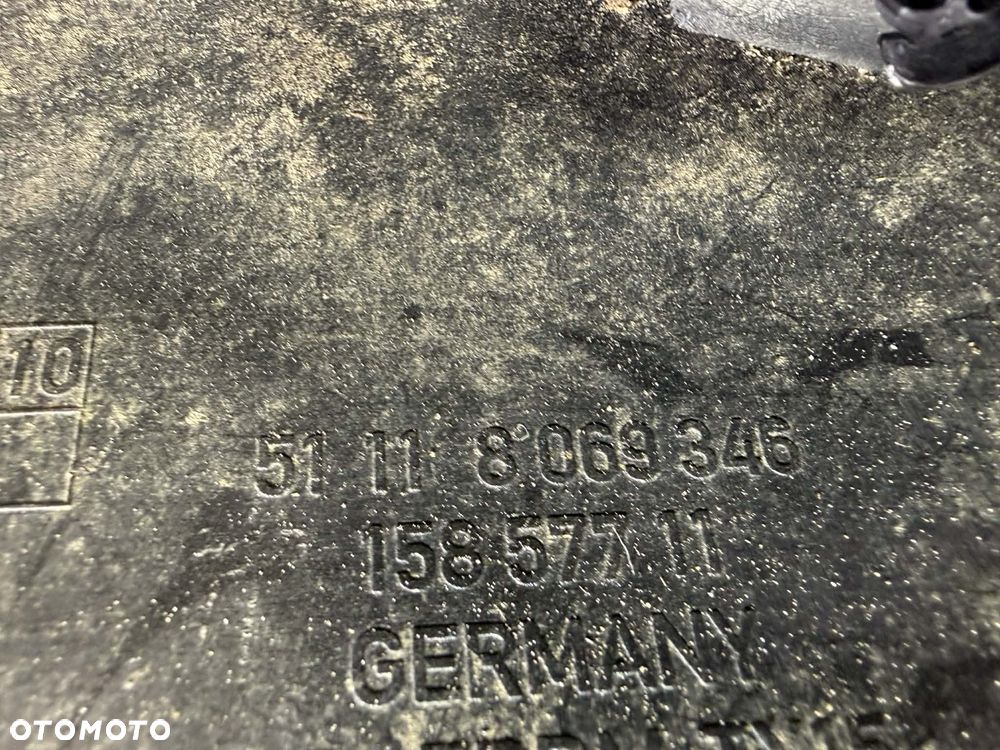 10
51 11 8 069 346
158 577 11
GERMANY
OTOMOTO